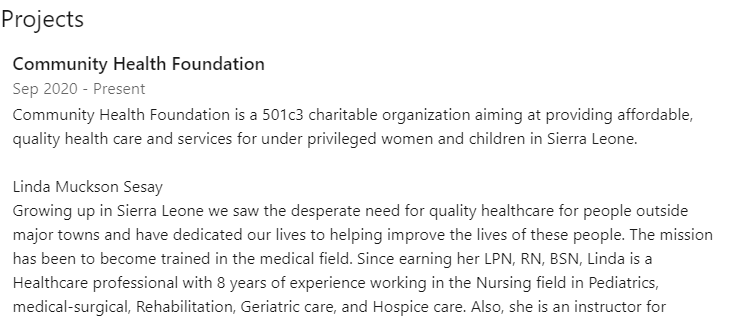 Projects
Community Health Foundation
Sep 2020 - Present
Community Health Foundation is a 501c3 charitable organization aiming at providing affordable,
quality health care and services for under privileged women and children in Sierra Leone.
Linda Muckson Sesay
Growing up in Sierra Leone we saw the desperate need for quality healthcare for people outside
major towns and have dedicated our lives to helping improve the lives of these people. The mission
has been to become trained in the medical field. Since earning her LPN, RN, BSN, Linda is a
Healthcare professional with 8 years of experience working in the Nursing field in Pediatrics,
medical-surgical, Rehabilitation, Geriatric care, and Hospice care. Also, she is an instructor for